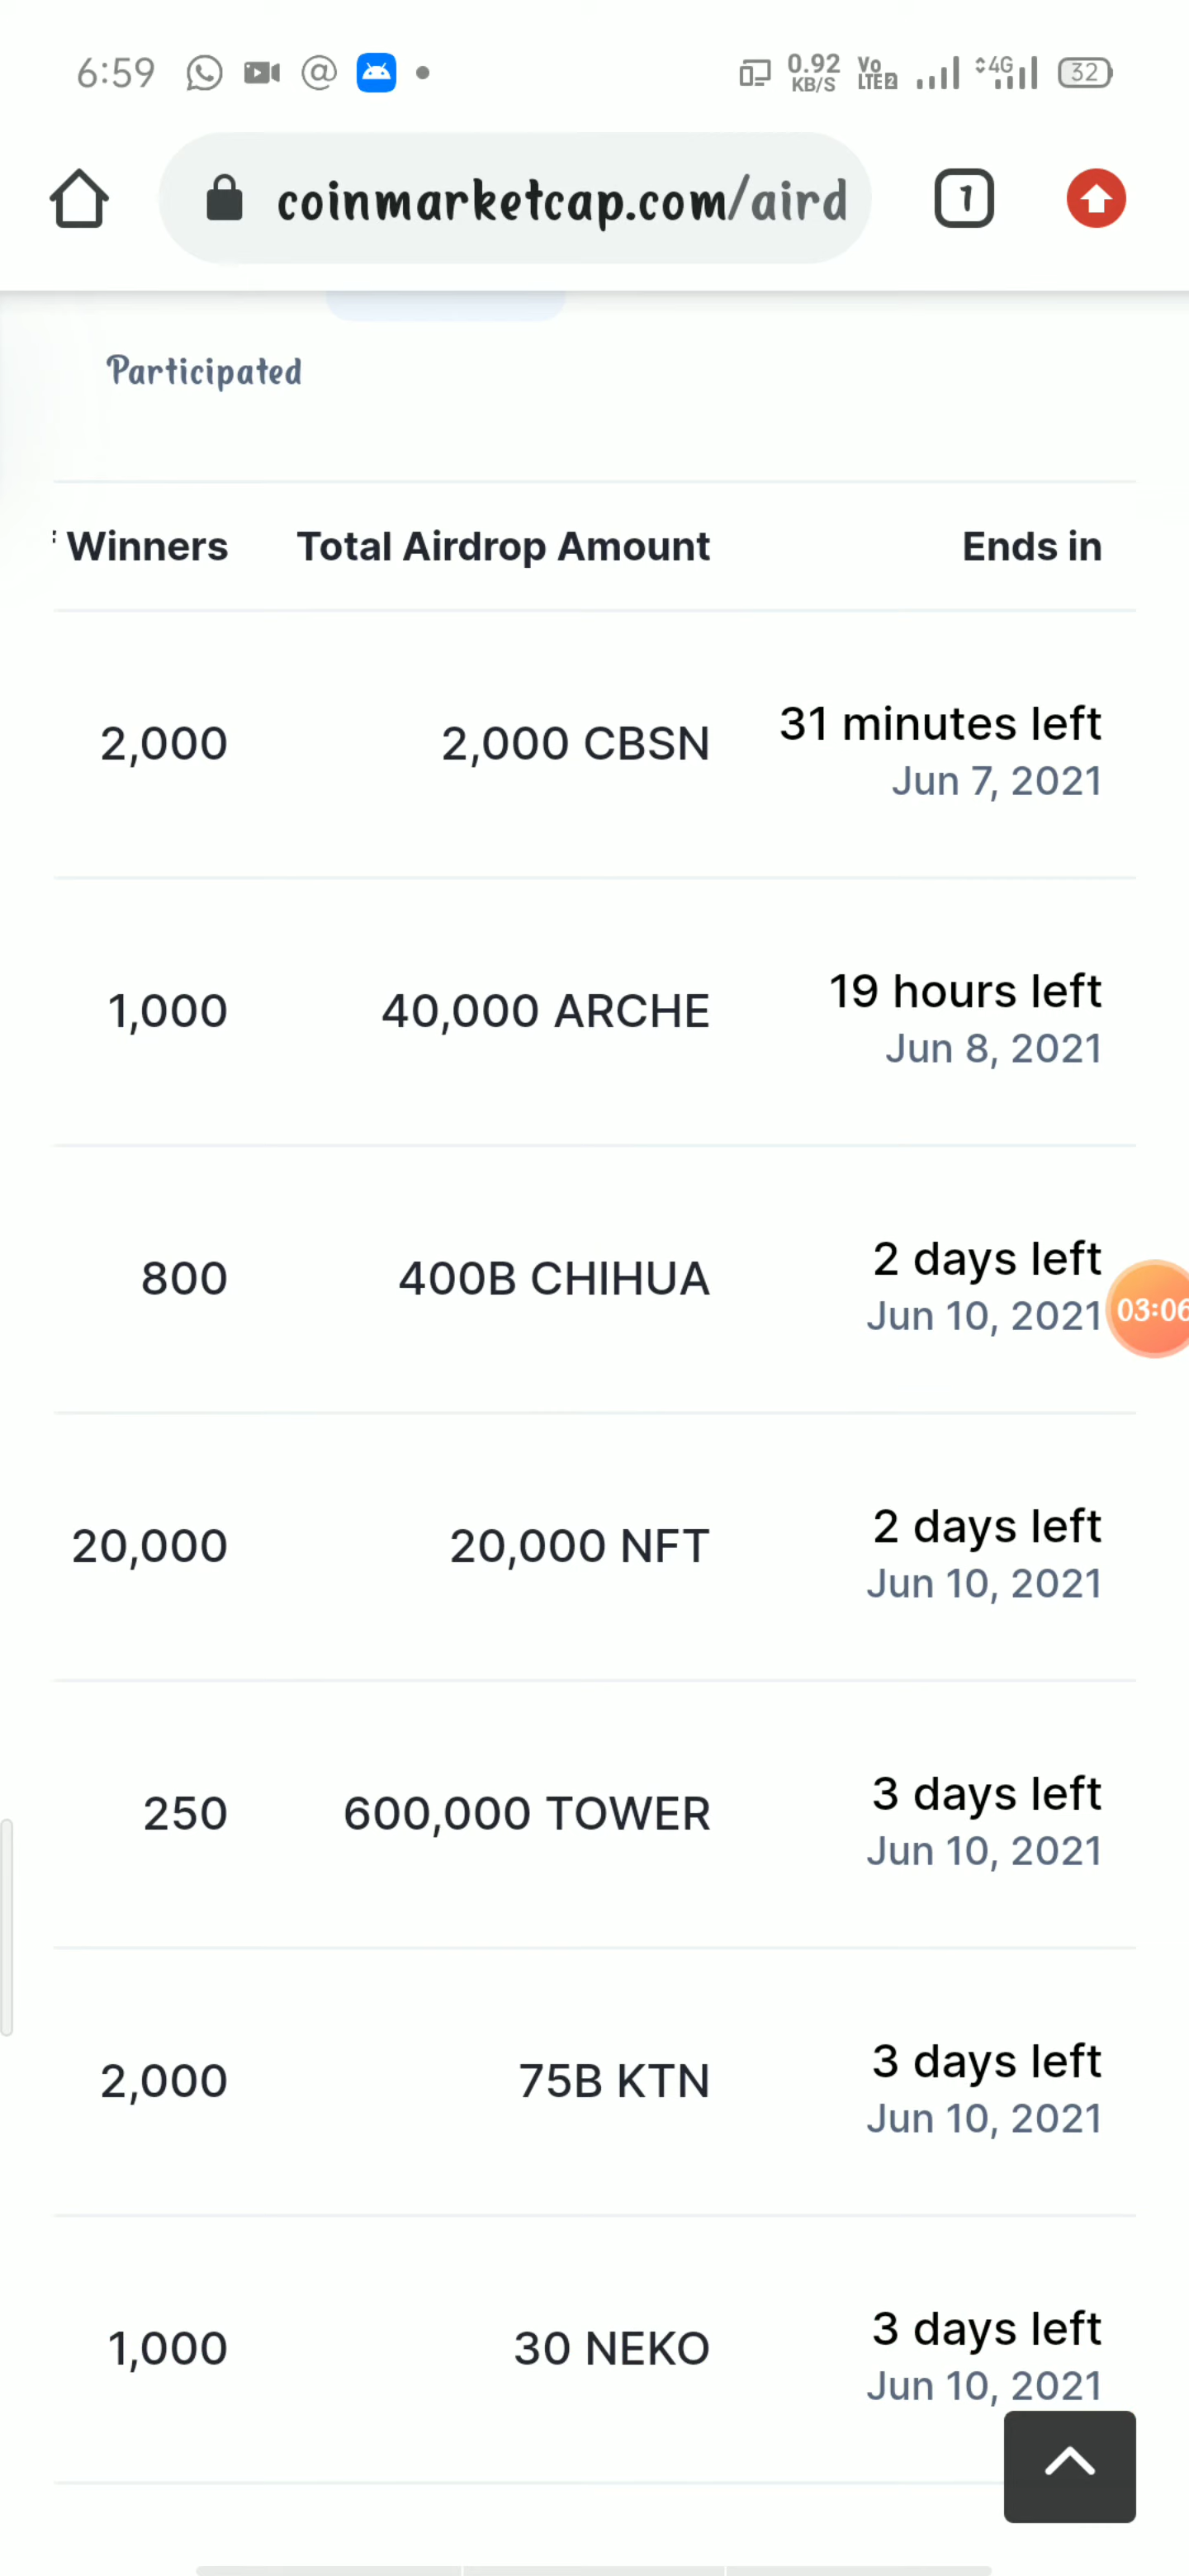 6:59 0.92 KB/S Vo LTE 2 4G 32
coinmarketcap.com/aird 1
Participated
Winners Total Airdrop Amount Ends in
2,000 2,000 CBSN 31 minutes left
Jun 7, 2021
1,000 40,000 ARCHE 19 hours left
Jun 8, 2021
800 400B CHIHUA 2 days left
Jun 10, 2021 03:06
20,000 20,000 NFT 2 days left
Jun 10, 2021
250 600,000 TOWER 3 days left
Jun 10, 2021
2,000 75B KTN 3 days left
Jun 10, 2021
1,000 30 NEKO 3 days left
Jun 10, 2021